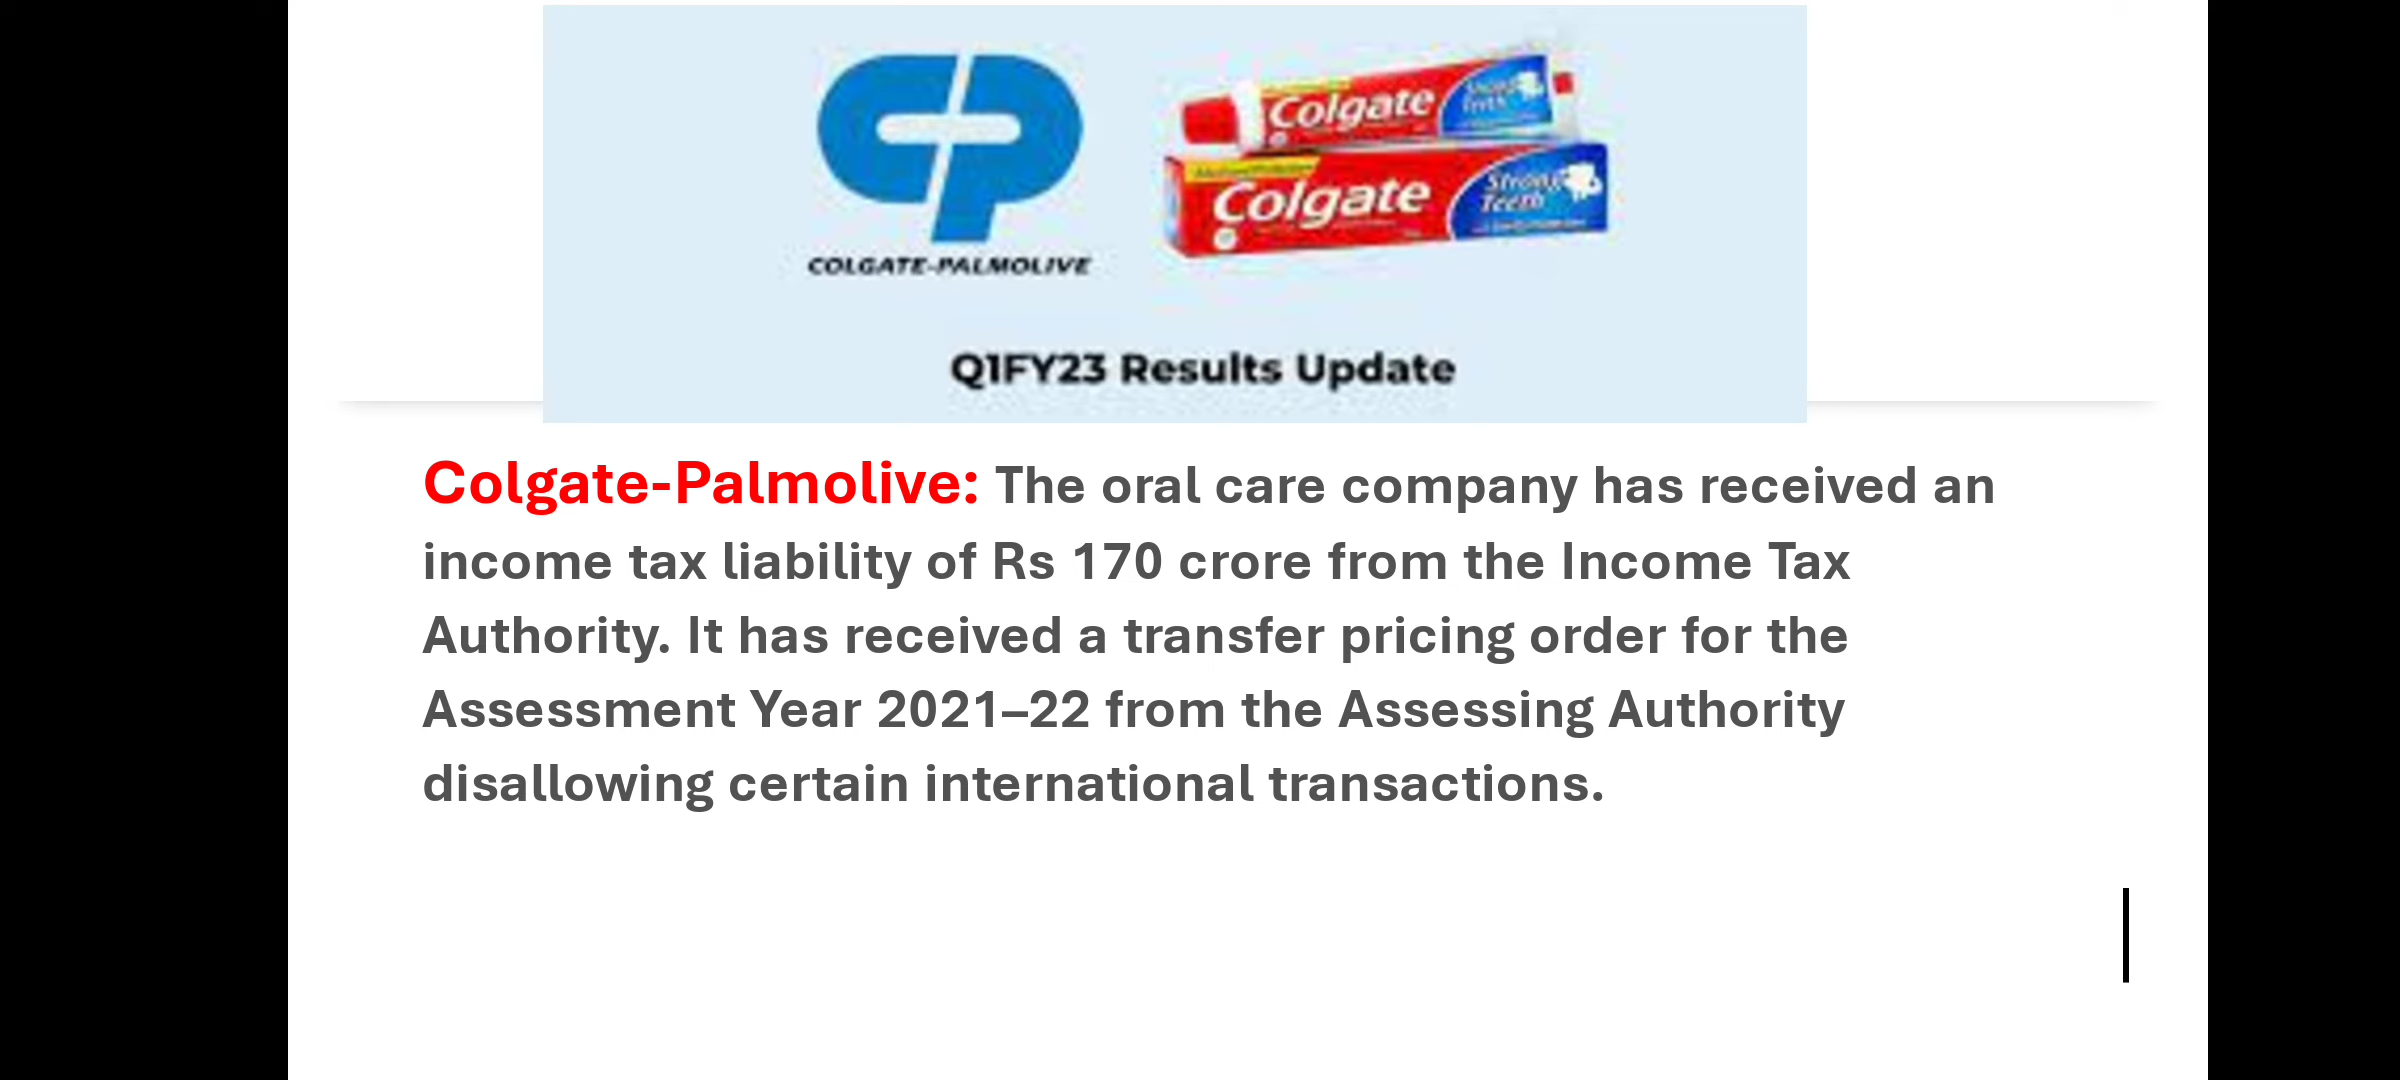 COLGATE-PALMOLIVE
Colgate
Strong
Teeth
Colgate
Strong
Teeth
Q1FY23 Results Update
Colgate-Palmolive: The oral care company has received an
income tax liability of Rs 170 crore from the Income Tax
Authority. It has received a transfer pricing order for the
Assessment Year 2021–22 from the Assessing Authority
disallowing certain international transactions.